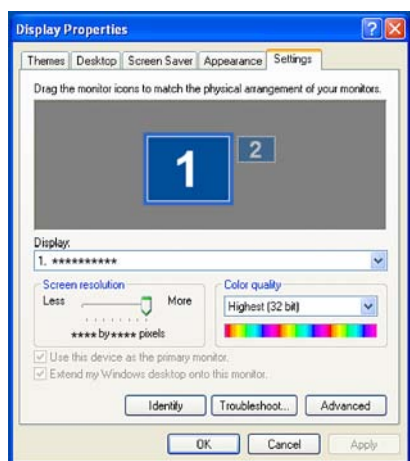 Display Properties
Themes Desktop Screen Saver Appearance Settings
Drag the monitor icons to match the physical arrangement of your monitors.
1 2
Display:
1. **********
Screen resolution
Less More
**** by **** pixels
Color quality
Highest (32 bit)
Use this device as the primary monitor.
Extend my Windows desktop onto this monitor.
Identify Troubleshoot... Advanced
OK Cancel Apply